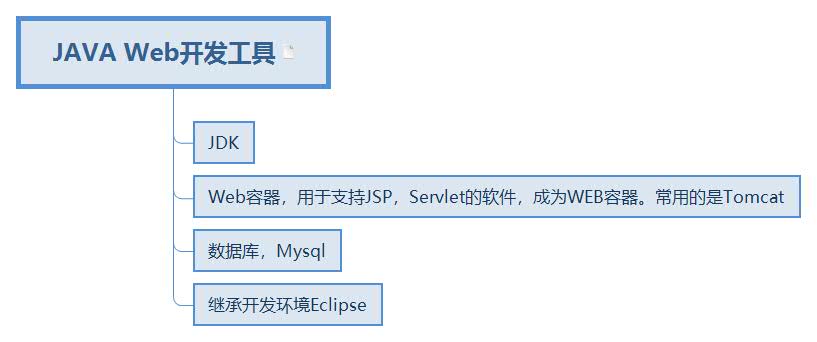 JAVA Web开发工具
JDK
Web容器，用于支持JSP，Servlet的软件，成为WEB容器。常用的是Tomcat
数据库，Mysql
继承开发环境Eclipse